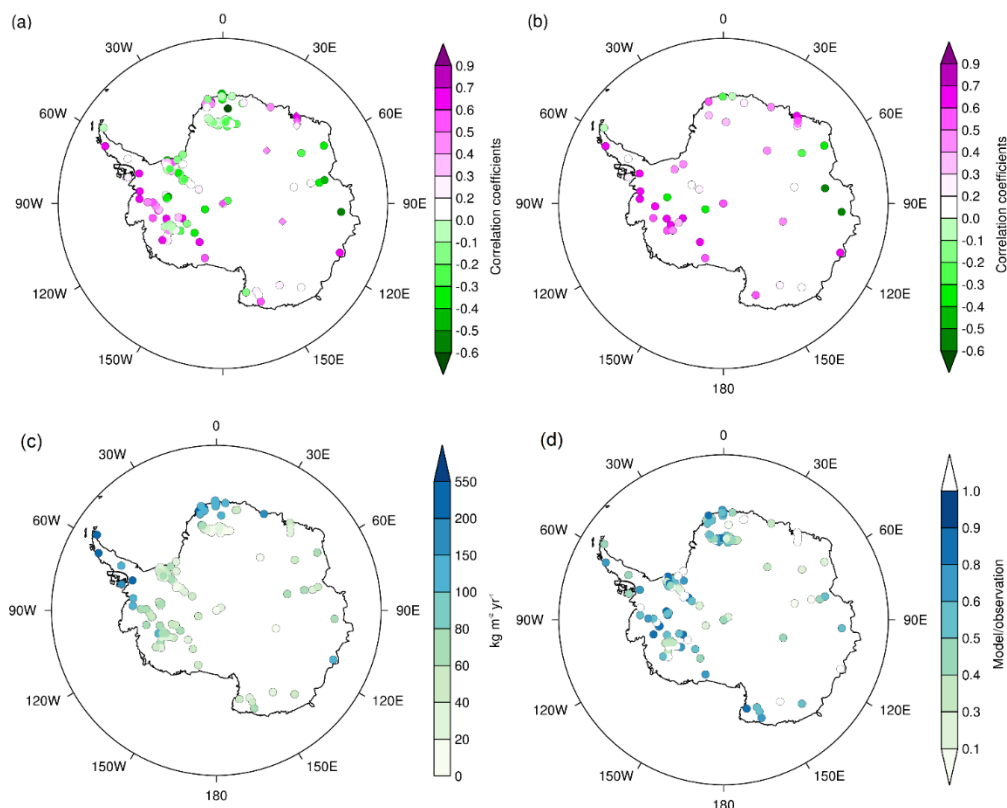 (a)
0
30W
30E
60W
60E
90W
90E
120W
120E
150W
150E
0.9
0.7
0.6
0.5
0.4
0.3
0.2
0.0
-0.1
-0.2
-0.3
-0.4
-0.5
-0.6
Correlation coefficients
(b)
0
30W
30E
60W
60E
90W
90E
120W
120E
150W
150E
180
0.9
0.7
0.6
0.5
0.4
0.3
0.2
0.0
-0.1
-0.2
-0.3
-0.4
-0.5
-0.6
Correlation coefficients
(c)
0
30W
30E
60W
60E
90W
90E
120W
120E
150W
150E
180
550
200
150
100
80
60
40
20
0
kg m⁻² yr⁻¹
(d)
0
30W
30E
60W
60E
90W
90E
120W
120E
150W
150E
180
1.0
0.9
0.8
0.6
0.5
0.4
0.3
0.1
Model/observation